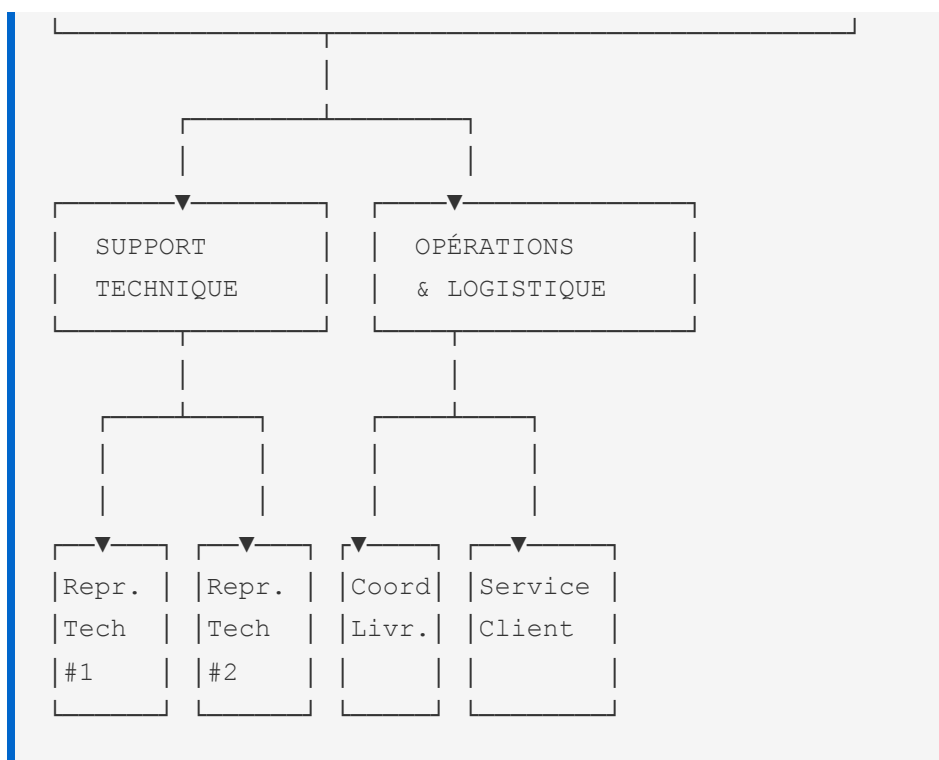 SUPPORT OPÉRATIONS
TECHNIQUE & LOGISTIQUE
Repr. Repr. Coord Service
Tech Tech Livr. Client
#1 #2